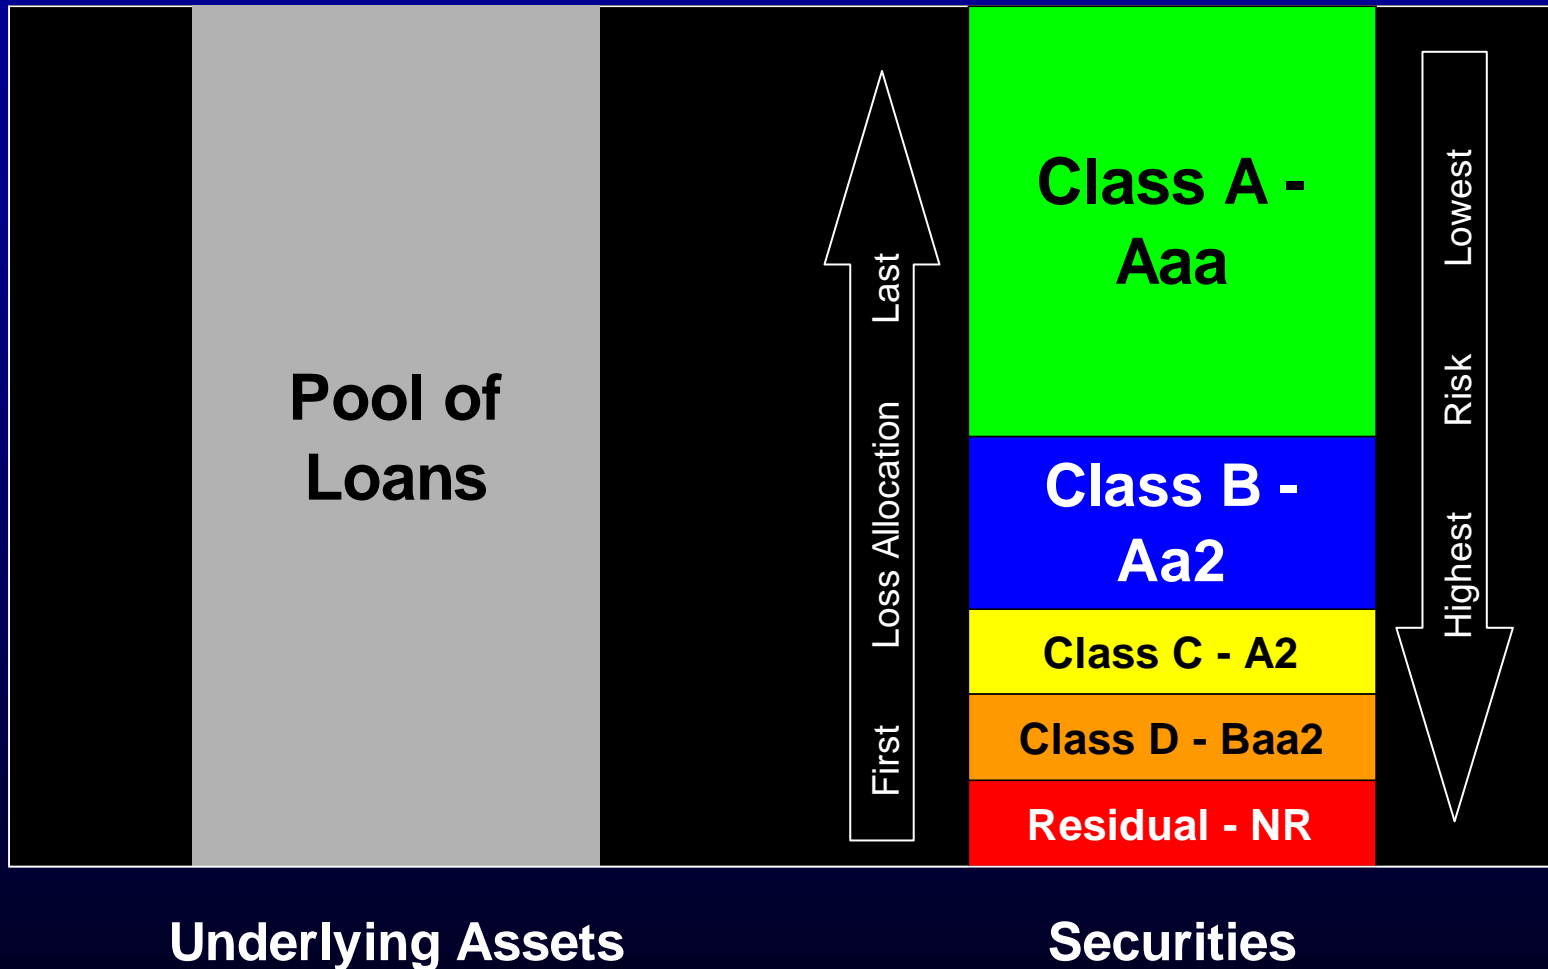 Pool of
Loans
Last
Loss Allocation
First
Class A -
Aaa
Class B -
Aa2
Class C - A2
Class D - Baa2
Residual - NR
Lowest
Risk
Highest
Underlying Assets
Securities